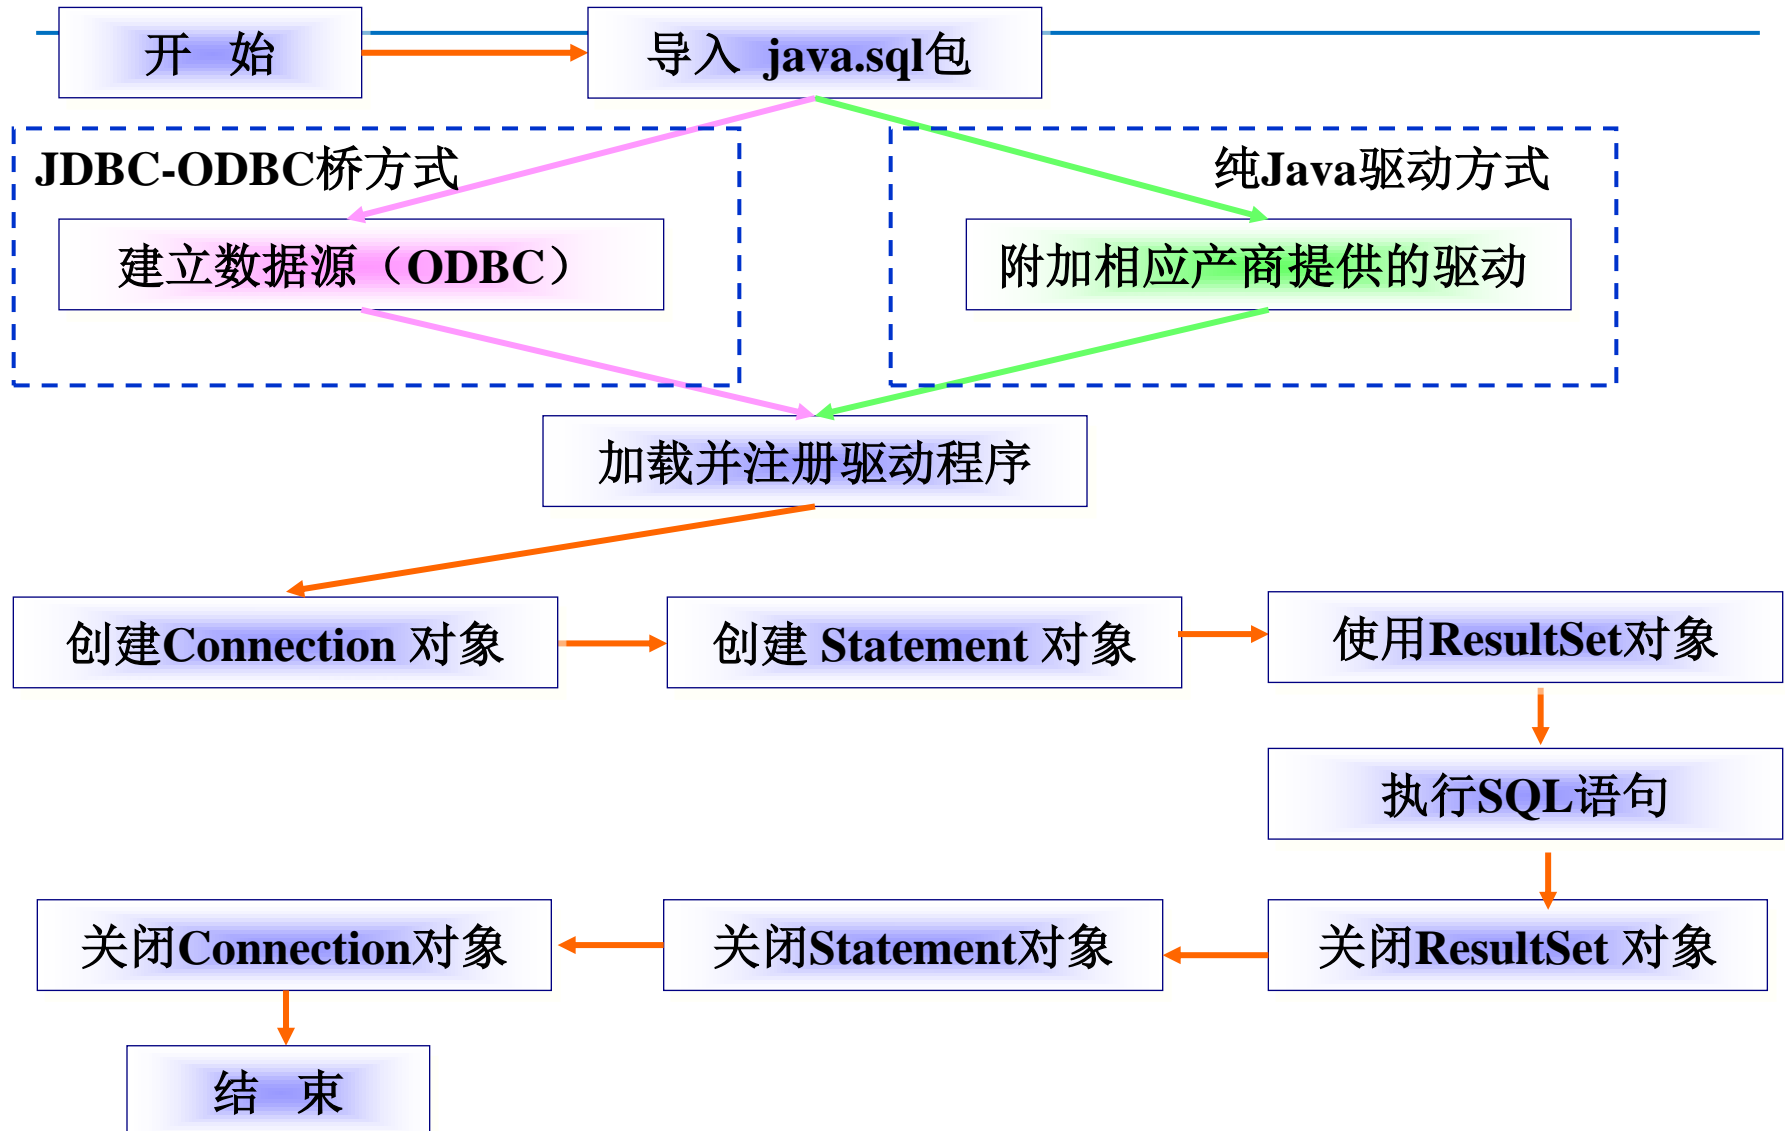 开 始
导入 java.sql包
JDBC-ODBC桥方式
纯Java驱动方式
建立数据源（ODBC）
附加相应产商提供的驱动
加载并注册驱动程序
创建Connection 对象
创建 Statement 对象
使用ResultSet对象
执行SQL语句
关闭Connection对象
关闭Statement对象
关闭ResultSet 对象
结 束